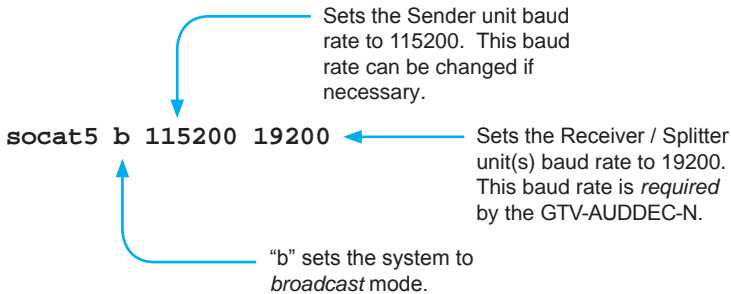 Sets the Sender unit baud
rate to 115200.  This baud
rate can be changed if
necessary.
socat5 b 115200 19200
Sets the Receiver / Splitter
unit(s) baud rate to 19200.
This baud rate is required
by the GTV-AUDDEC-N.
“b” sets the system to
broadcast mode.